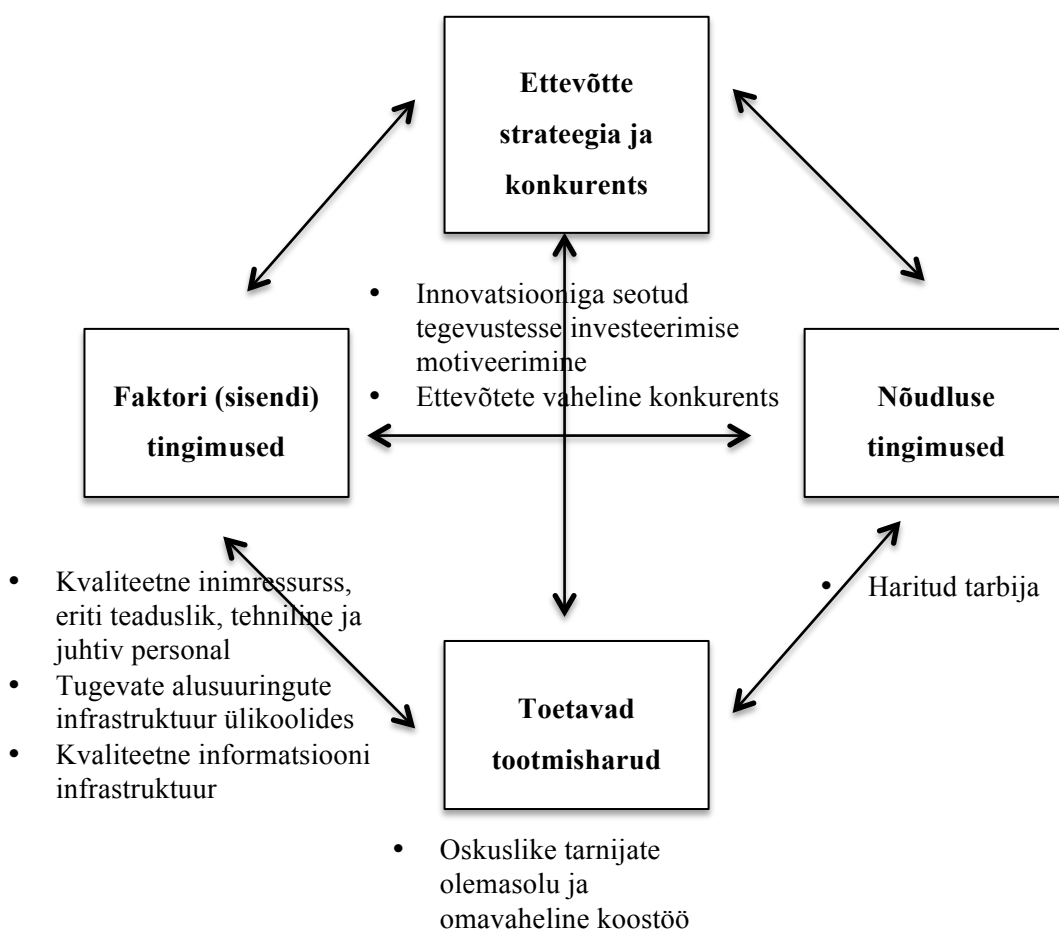 Ettevõtte
strateegia ja
konkurents
• Innovatsiooniga seotud
tegevustesse investeerimise
motiveerimine
• Ettevõtete vaheline konkurents
Faktori (sisendi)
tingimused
Nõudluse
tingimused
• Kvaliteetne inimressurss,
eriti teaduslik, tehniline ja
juhtiv personal
• Tugevate alusuuringute
infrastruktuur ülikoolides
• Kvaliteetne informatsiooni
infrastruktuur
• Haritud tarbija
Toetavad
tootmisharud
• Oskuslike tarnijate
olemasolu ja
omavaheline koostöö